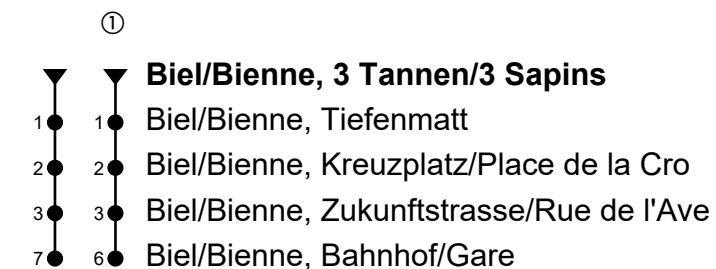 ①
Biel/Bienne, 3 Tannen/3 Sapins
1 1 Biel/Bienne, Tiefenmatt
2 2 Biel/Bienne, Kreuzplatz/Place de la Cro
3 3 Biel/Bienne, Zukunftstrasse/Rue de l'Ave
7 6 Biel/Bienne, Bahnhof/Gare